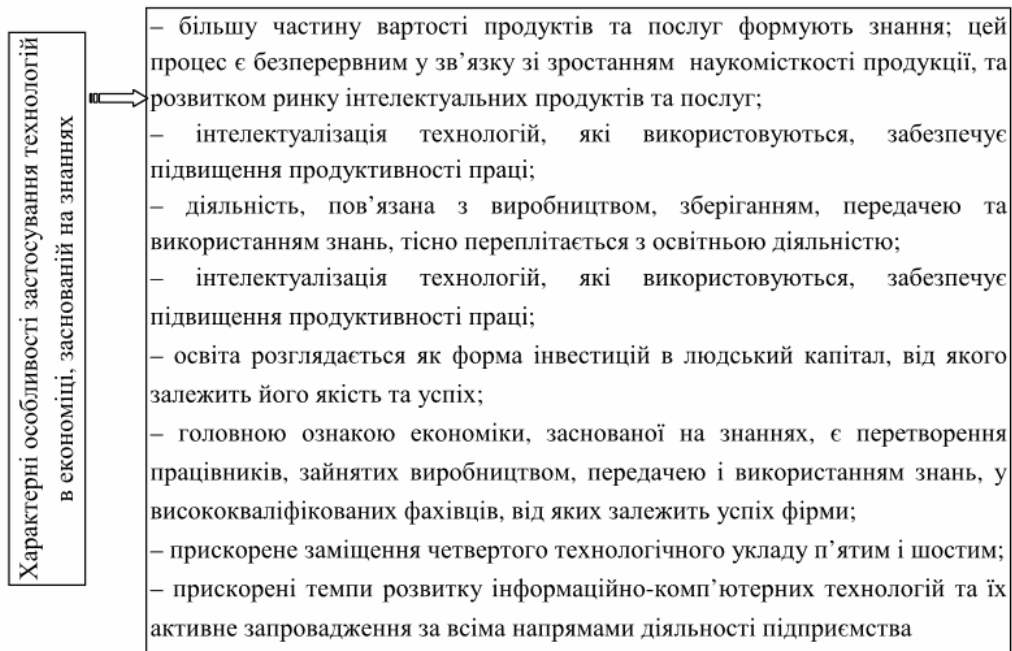 Характерні особливості застосування технологій
в економіці, заснованій на знаннях
– більшу частину вартості продуктів та послуг формують знання; цей
процес є безперервним у зв’язку зі зростанням наукомісткості продукції, та
розвитком ринку інтелектуальних продуктів та послуг;
– інтелектуалізація технологій, які використовуються, забезпечує
підвищення продуктивності праці;
– діяльність, пов’язана з виробництвом, зберіганням, передачею та
використанням знань, тісно переплітається з освітньою діяльністю;
– інтелектуалізація технологій, які використовуються, забезпечує
підвищення продуктивності праці;
– освіта розглядається як форма інвестицій в людський капітал, від якого
залежить його якість та успіх;
– головною ознакою економіки, заснованої на знаннях, є перетворення
працівників, зайнятих виробництвом, передачею і використанням знань, у
висококваліфікованих фахівців, від яких залежить успіх фірми;
– прискорене заміщення четвертого технологічного укладу п’ятим і шостим;
– прискорені темпи розвитку інформаційно-комп’ютерних технологій та їх
активне запровадження за всіма напрямами діяльності підприємства